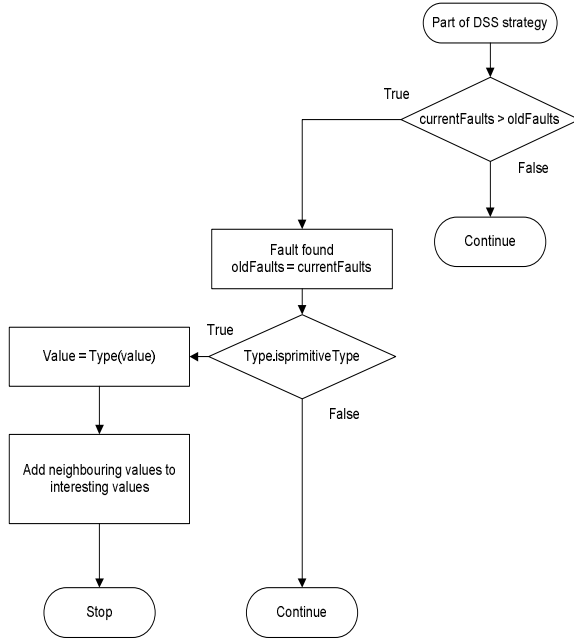 Part of DSS strategy
True
currentFaults > oldFaults
False
Continue
Fault found
oldFaults = currentFaults
True
Value = Type(value)
Type.isprimitiveType
False
Add neighbouring values to
interesting values
Stop
Continue